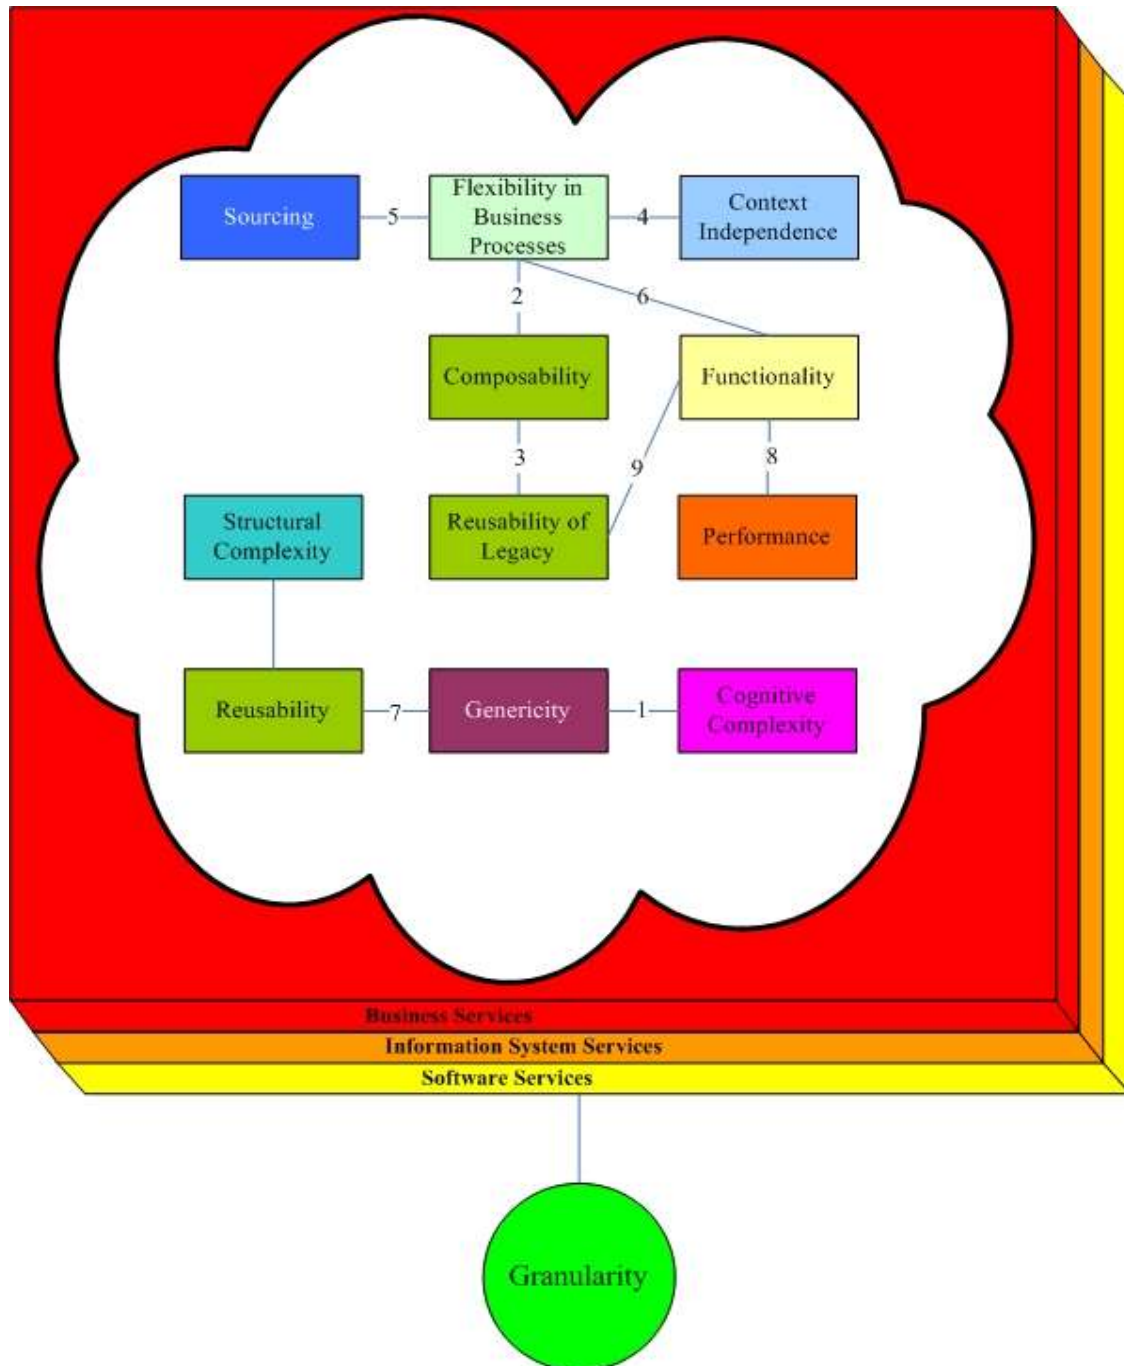 Sourcing
5
Flexibility in
Business
Processes
4
Context
Independence
2
6
Composability
Functionality
3
9
8
Structural
Complexity
Reusability of
Legacy
Performance
Reusability
7
Genericity
1
Cognitive
Complexity
Business Services
Information System Services
Software Services
Granularity